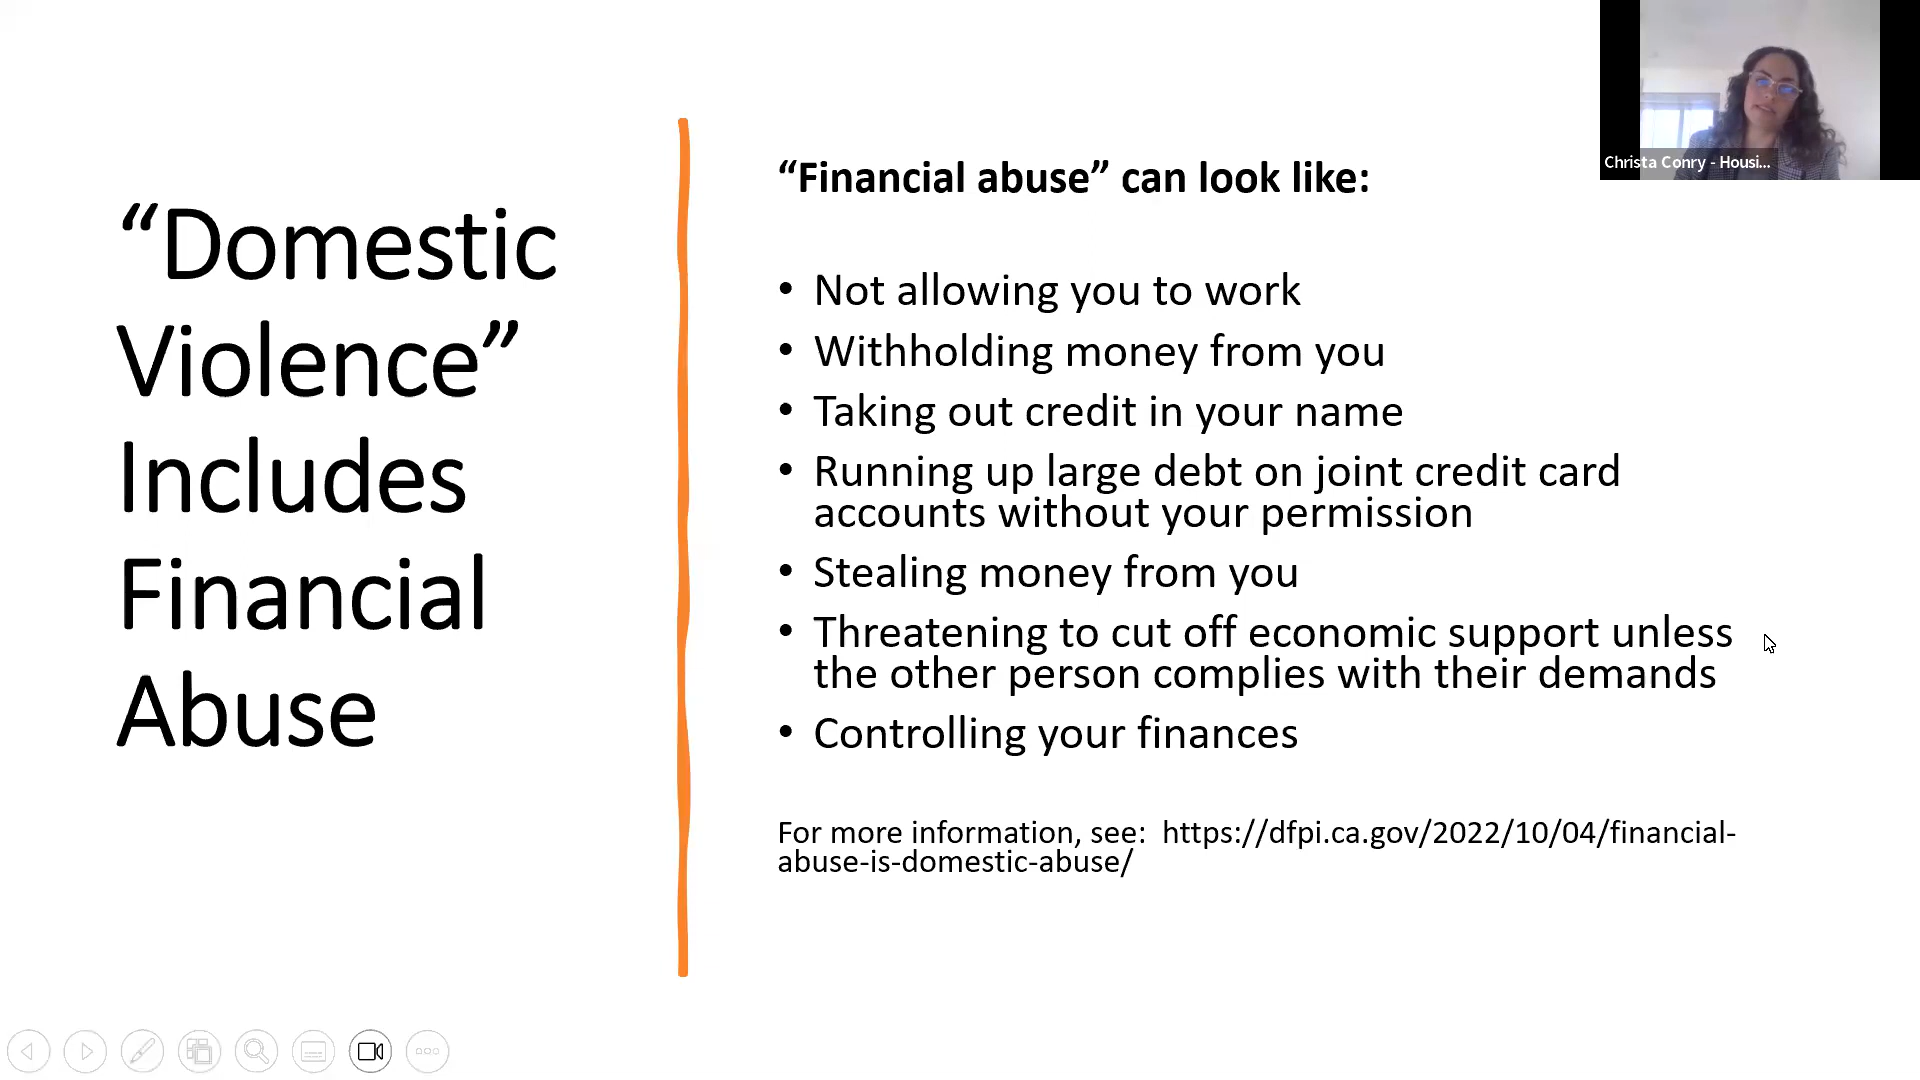 “Domestic
Violence”
Includes
Financial
Abuse
“Financial abuse” can look like:
• Not allowing you to work
• Withholding money from you
• Taking out credit in your name
• Running up large debt on joint credit card
accounts without your permission
• Stealing money from you
• Threatening to cut off economic support unless
the other person complies with their demands
• Controlling your finances
For more information, see: https://dfpi.ca.gov/2022/10/04/financial-
abuse-is-domestic-abuse/
Christa Conry - Housi...